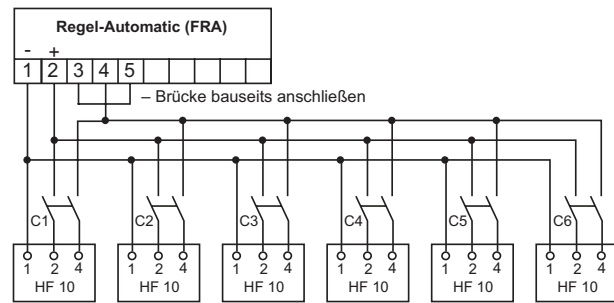 Regel-Automatic (FRA)
- +
1 2 3 4 5
– Brücke bauseits anschließen
C1 C2 C3 C4 C5 C6
1 2 4 1 2 4 1 2 4 1 2 4 1 2 4 1 2 4
HF 10 HF 10 HF 10 HF 10 HF 10 HF 10